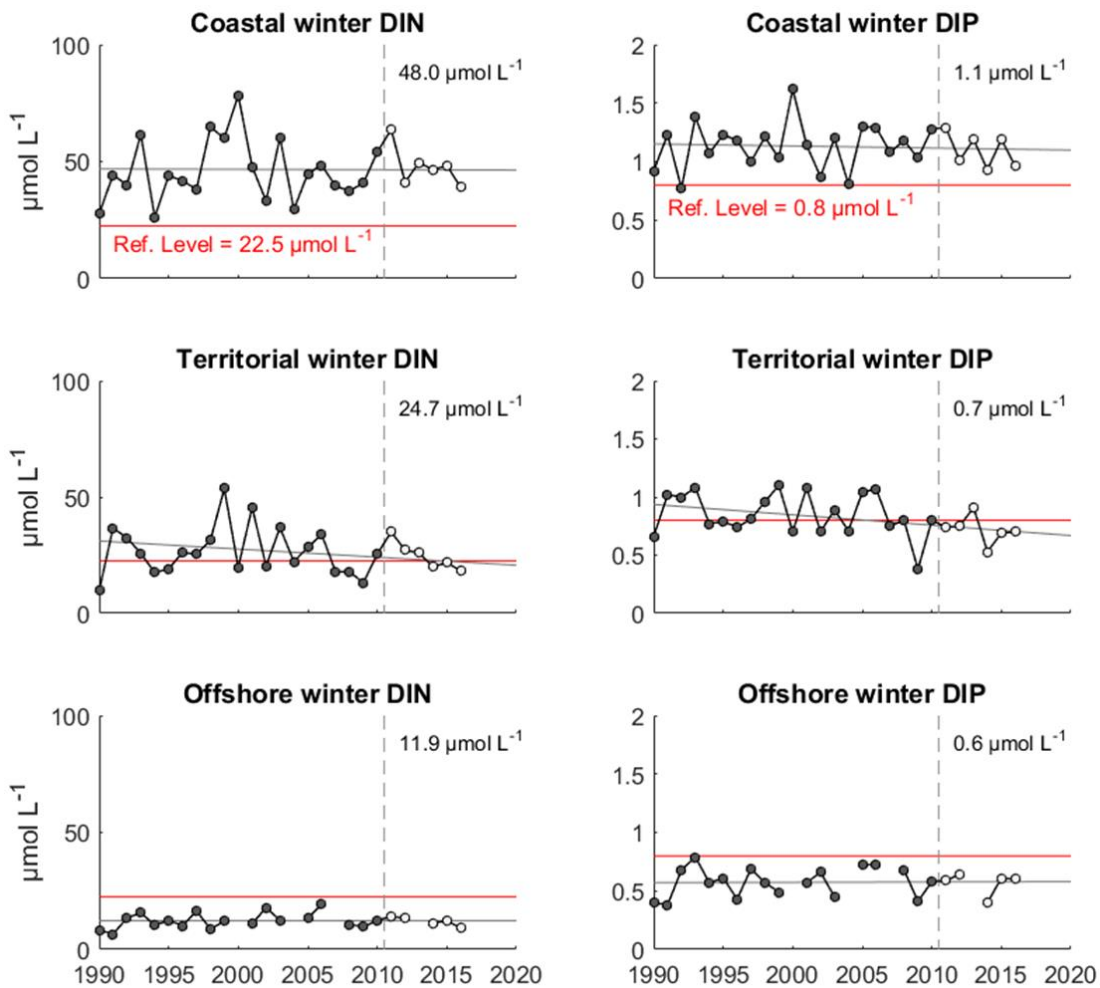 Coastal winter DIN
100
50
0
µmol L⁻¹
48.0 µmol L⁻¹
Ref. Level = 22.5 µmol L⁻¹
Coastal winter DIP
2
1.5
1
0.5
0
1.1 µmol L⁻¹
Ref. Level = 0.8 µmol L⁻¹
Territorial winter DIN
100
50
0
µmol L⁻¹
24.7 µmol L⁻¹
Territorial winter DIP
2
1.5
1
0.5
0
0.7 µmol L⁻¹
Offshore winter DIN
100
50
0
µmol L⁻¹
11.9 µmol L⁻¹
1990 1995 2000 2005 2010 2015 2020
Offshore winter DIP
2
1.5
1
0.5
0
0.6 µmol L⁻¹
1990 1995 2000 2005 2010 2015 2020